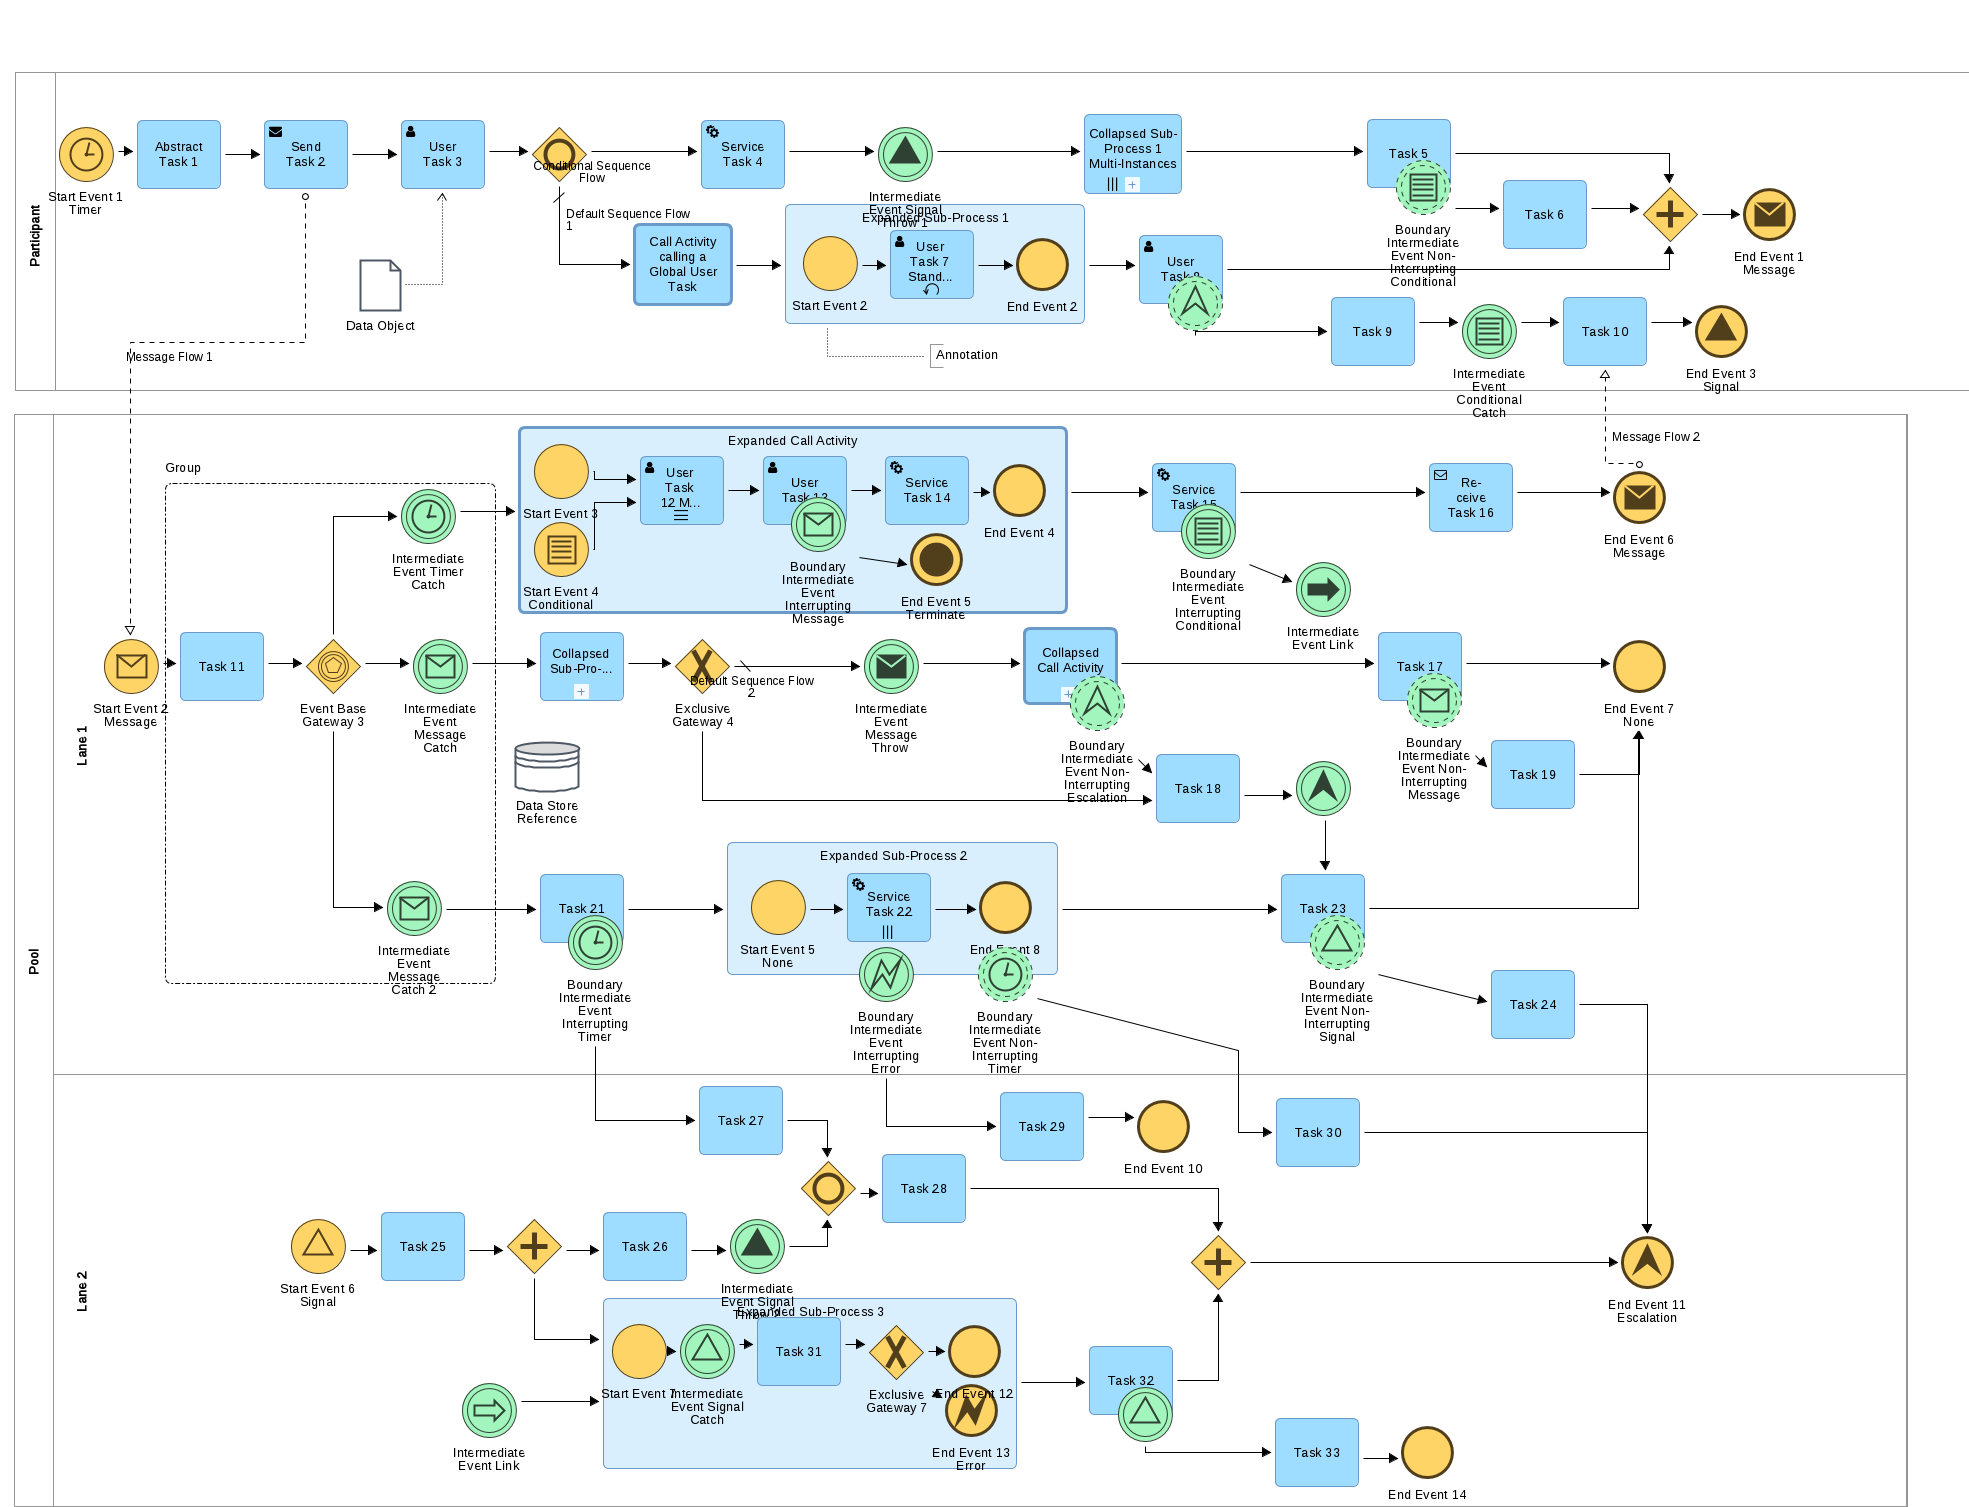 Participant
Start Event 1
Timer
Abstract
Task 1
Send
Task 2
User
Task 3
Conditional Sequence
Flow
Default Sequence Flow
1
Service
Task 4
Intermediate
Event Signal
Throw 1
Collapsed Sub-
Process 1
Multi-Instances
Task 5
Boundary
Intermediate
Event Non-
Interrupting
Conditional
Task 6
End Event 1
Message
Data Object
Message Flow 1
Call Activity
calling a
Global User
Task
Expanded Sub-Process 1
Start Event 2
User
Task 7
Stand...
End Event 2
Annotation
User
Task 8
Task 9
Intermediate
Event
Conditional
Catch
Task 10
End Event 3
Signal
Pool
Lane 1
Message Flow 2
Group
Start Event 2
Message
Task 11
Event Base
Gateway 3
Intermediate
Event Timer
Catch
Intermediate
Event
Message
Catch
Intermediate
Event
Message
Catch 2
Expanded Call Activity
Start Event 3
Start Event 4
Conditional
User
Task
12 M...
User
Task 13
Boundary
Intermediate
Event
Interrupting
Message
Service
Task 14
End Event 4
End Event 5
Terminate
Service
Task 15
Boundary
Intermediate
Event
Interrupting
Conditional
Intermediate
Event Link
Re-
ceive
Task 16
End Event 6
Message
Collapsed
Sub-Pro-...
Exclusive
Gateway 4
Default Sequence Flow
2
Intermediate
Event
Message
Throw
Collapsed
Call Activity
Boundary
Intermediate
Event Non-
Interrupting
Escalation
Task 17
Boundary
Intermediate
Event Non-
Interrupting
Message
End Event 7
None
Data Store
Reference
Task 18
Task 19
Task 21
Boundary
Intermediate
Event
Interrupting
Timer
Expanded Sub-Process 2
Start Event 5
None
Service
Task 22
End Event 8
Boundary
Intermediate
Event
Interrupting
Error
Boundary
Intermediate
Event Non-
Interrupting
Timer
Task 23
Boundary
Intermediate
Event Non-
Interrupting
Signal
Task 24
Lane 2
Task 27
Task 29
End Event 10
Task 30
Task 28
Start Event 6
Signal
Task 25
Task 26
Intermediate
Event Signal
Throw 2
End Event 11
Escalation
Expanded Sub-Process 3
Start Event 7
Intermediate
Event Signal
Catch
Task 31
Exclusive
Gateway 7
End Event 12
End Event 13
Error
Intermediate
Event Link
Task 32
Task 33
End Event 14